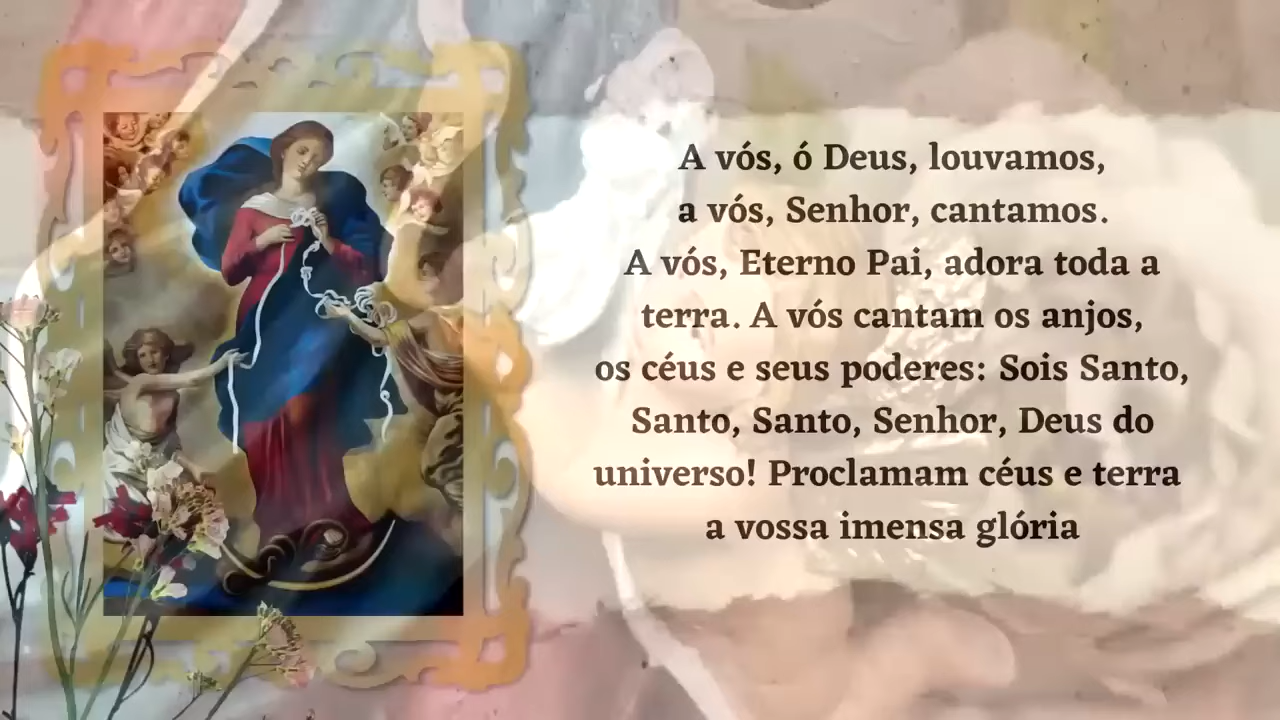 A vós, ó Deus, louvamos,
a vós, Senhor, cantamos.
A vós, Eterno Pai, adora toda a
terra. A vós cantam os anjos,
os céus e seus poderes: Sois Santo,
Santo, Santo, Senhor, Deus do
universo! Proclamam céus e terra
a vossa imensa glória